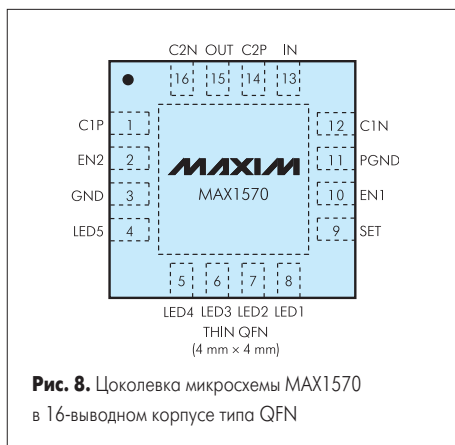 C2N OUT C2P IN
16 15 14 13
C1P 1
EN2 2
GND 3
LED5 4
MAXIM
MAX1570
12 C1N
11 PGND
10 EN1
9 SET
5 6 7 8
LED4 LED3 LED2 LED1
THIN QFN
(4 mm × 4 mm)
Рис. 8. Цоколевка микросхемы MAX1570
в 16-выводном корпусе типа QFN